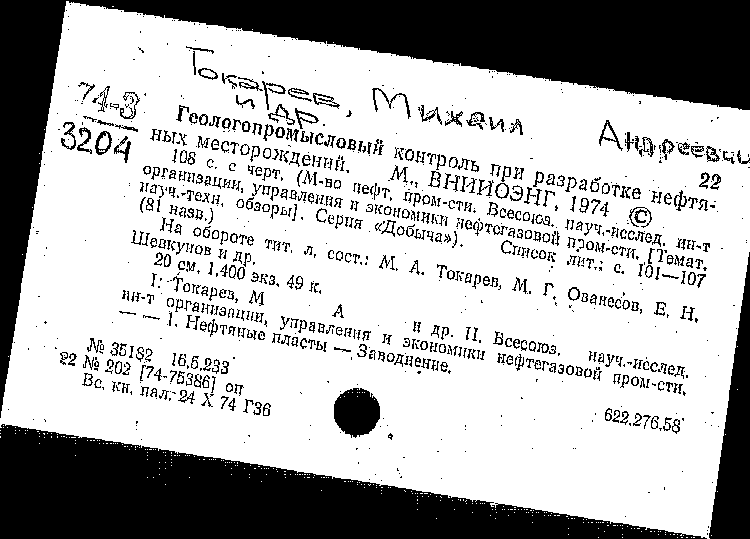 Токарев, Михаил Андреевич
и др.
74-3
3204
Геологопромысловый контроль при разработке нефтя-
ных месторождений. М., ВНИИОЭНГ, 1974 ©
22
108 с. с черт. (М-во нефт. пром-сти. Всесоюз. науч.-исслед. ин-т
организации, управления и экономики нефтегазовой пром-сти. [Темат.
науч.-техн. обзоры]. Серия «Добыча»). Список лит.: с. 101—107
(81 назв.)
На обороте тит. л. сост.: М. А. Токарев, М. Г. Ованесов, Е. Н.
Шевкунов и др.
20 см. 1.400 экз. 49 к.
I. Токарев, М А и др. II. Всесоюз. науч.-исслед.
ин-т организации, управления и экономики нефтегазовой пром-сти.
— — 1. Нефтяные пласты — Заводнение.
№ 35182 16.5.233
22 № 202 [74-75386] оп
Вс. кн. пал. 24 X 74 Г36
622.276.58